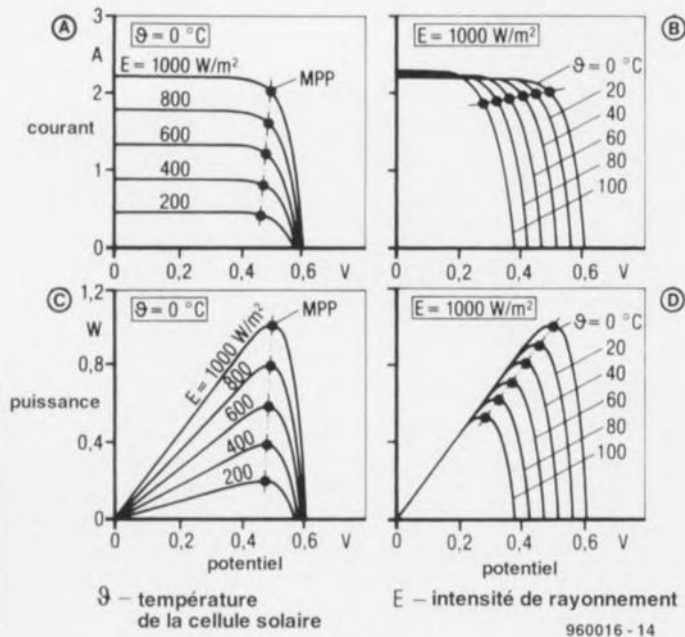 A
3
A
2
1
0
courant
ϑ = 0 °C
E = 1000 W/m²
800
600
400
200
MPP
0
0,2
0,4
0,6
V
B
E = 1000 W/m²
ϑ = 0 °C
20
40
60
80
100
0
0,2
0,4
0,6
V
C
1,2
W
0,8
0,4
0
puissance
ϑ = 0 °C
E = 1000 W/m²
800
600
400
200
MPP
0
0,2
0,4
0,6
V
potentiel
D
E = 1000 W/m²
ϑ = 0 °C
20
40
60
80
100
0
0,2
0,4
0,6
V
potentiel
ϑ – température
de la cellule solaire
E – intensité de rayonnement
960016 - 14